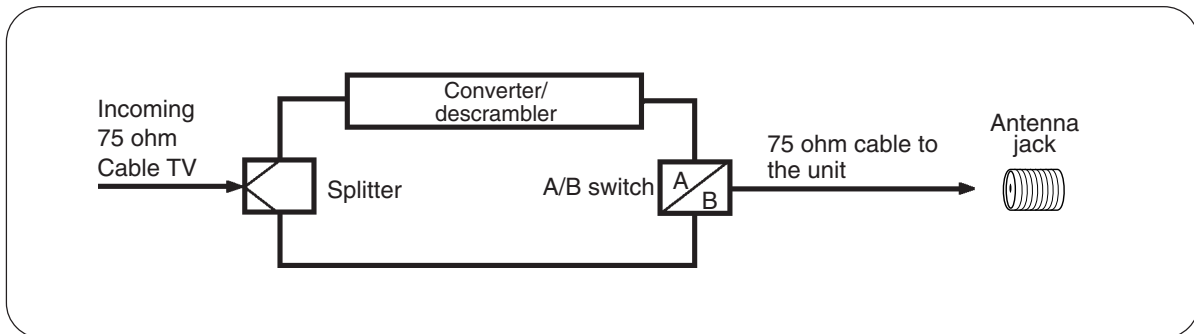 Incoming
75 ohm
Cable TV
Splitter
Converter/
descrambler
A/B switch
A
B
75 ohm cable to
the unit
Antenna
jack